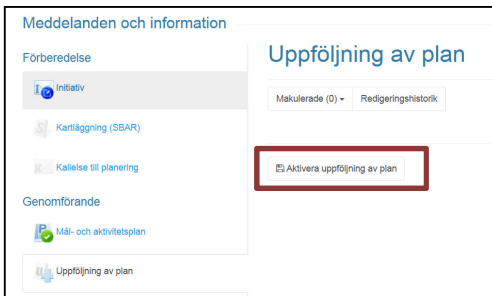 Meddelanden och information
Förberedelse
Initiativ
Kartläggning (SBAR)
Kallelse till planering
Genomförande
Mål- och aktivitetsplan
Uppföljning av plan
Uppföljning av plan
Makulerade (0) Redigeringshistorik
Aktivera uppföljning av plan